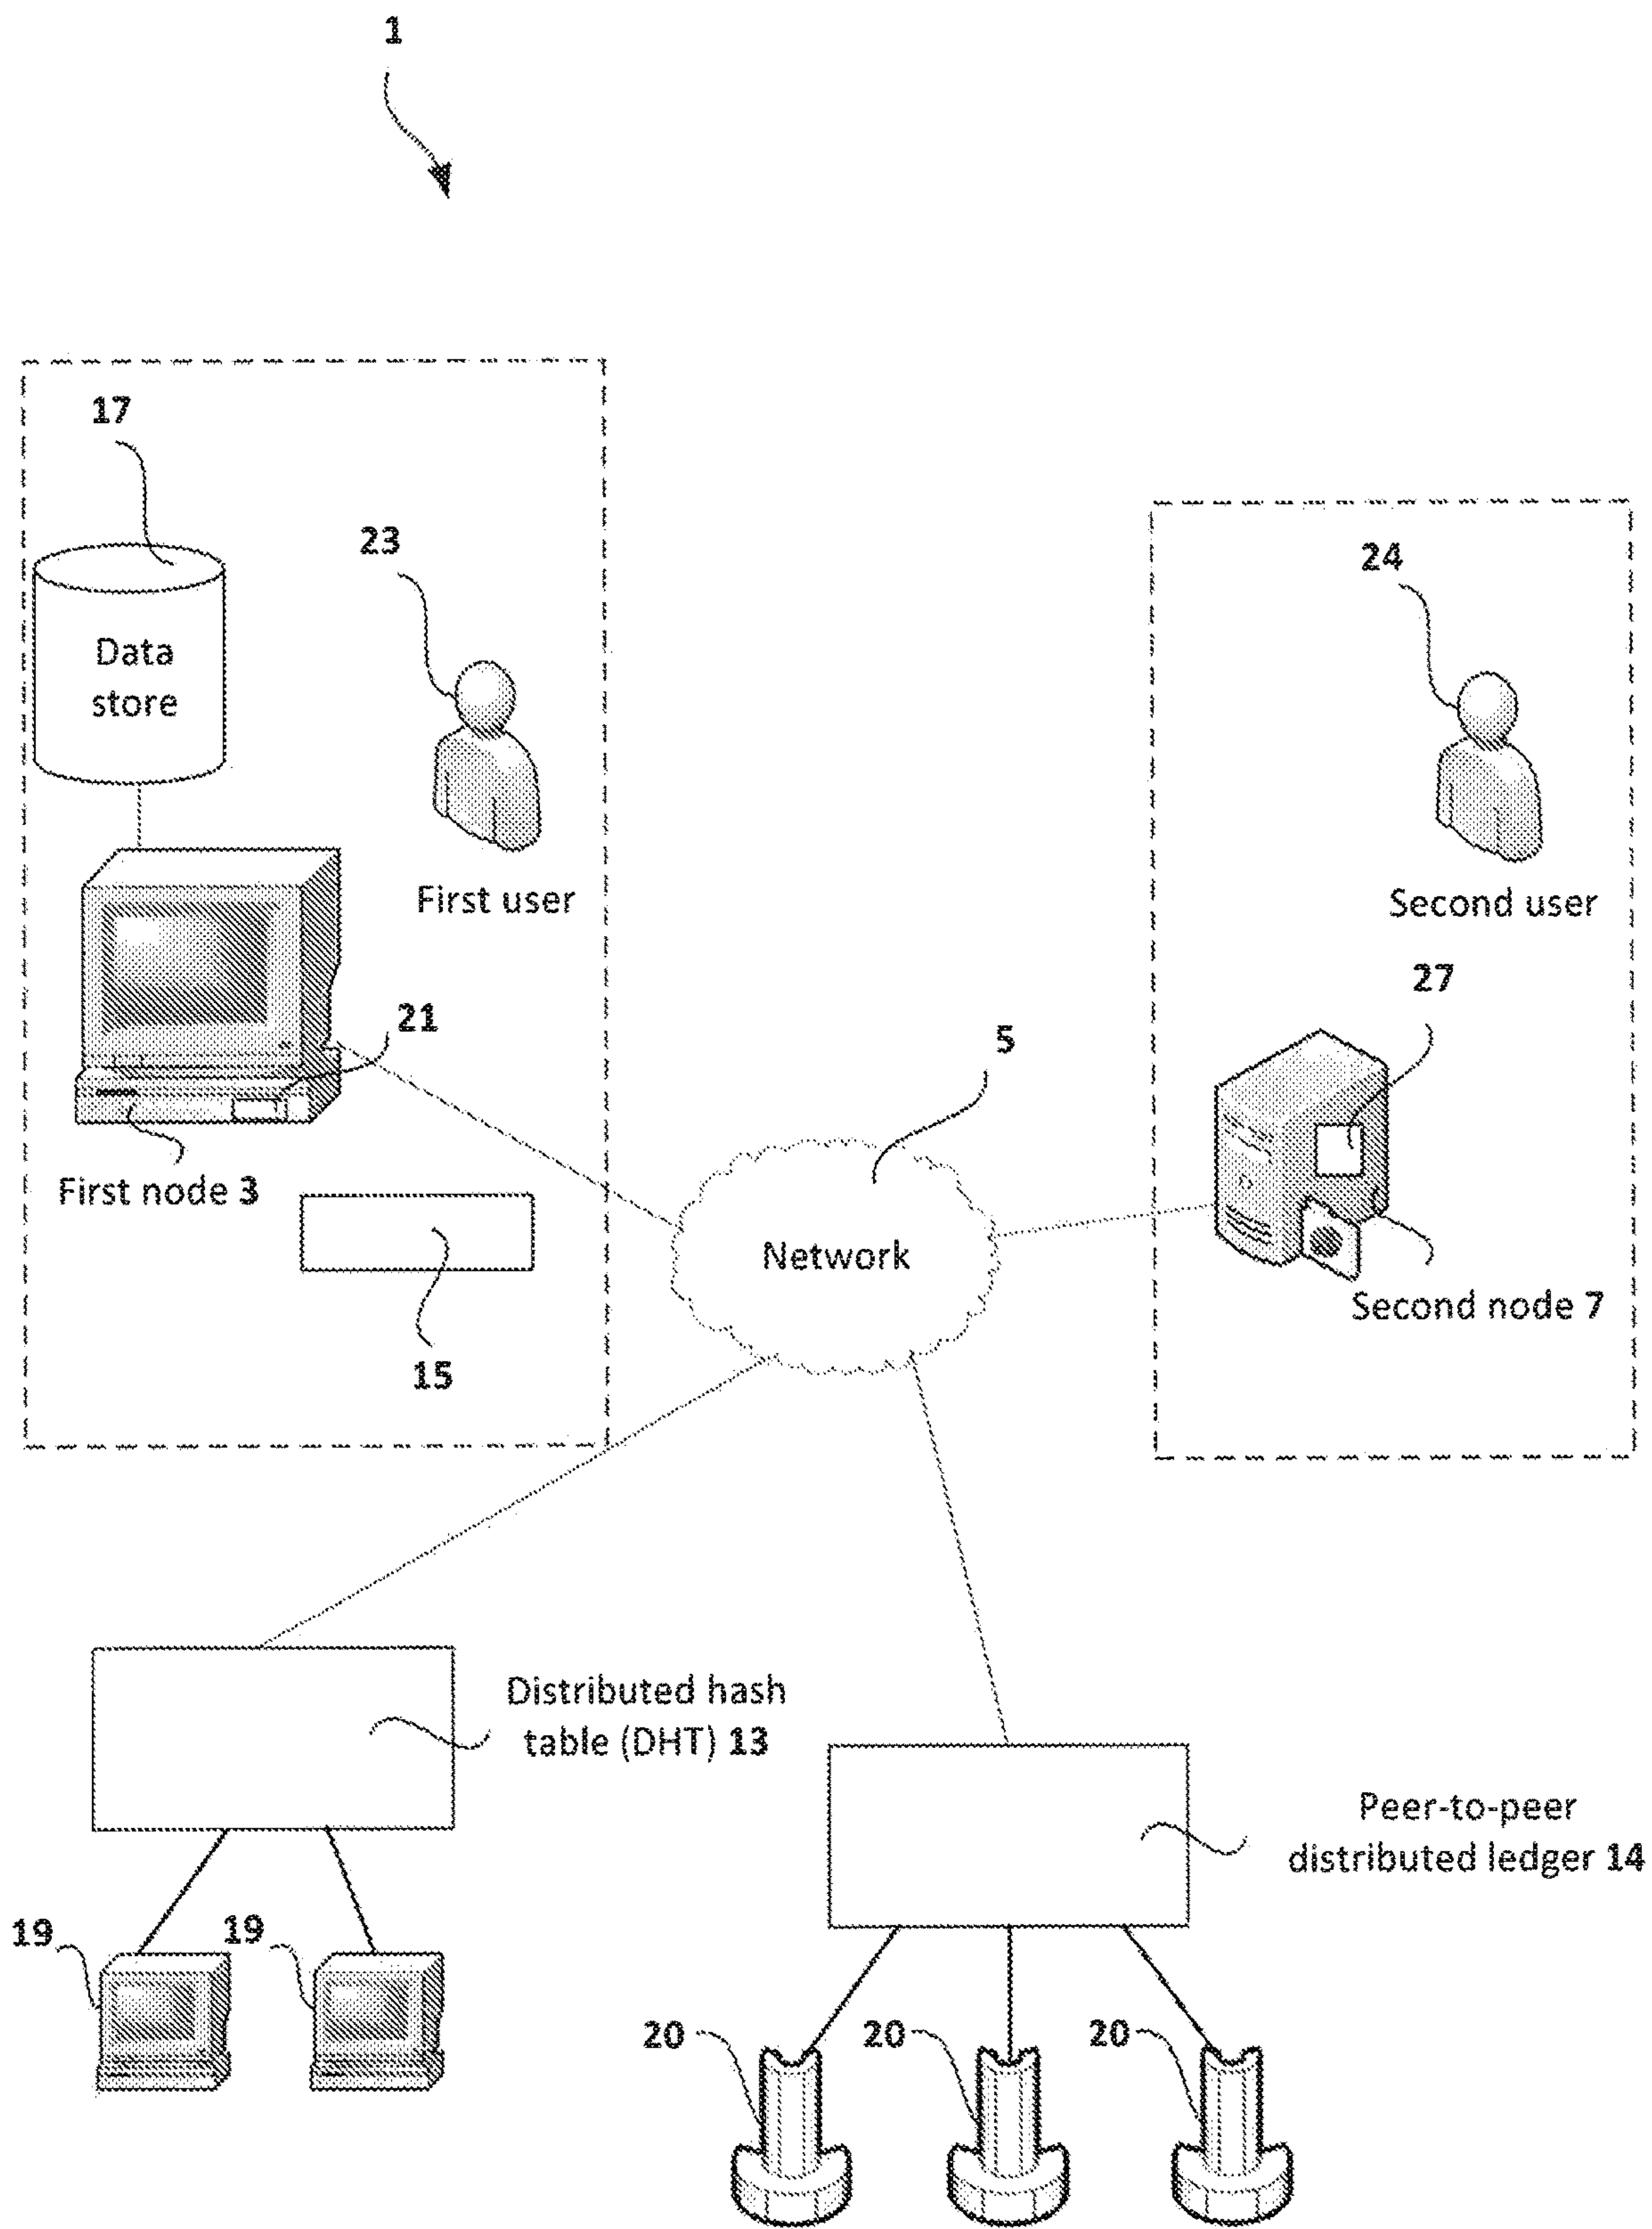 1
17
23
24
Data
store
First user
Second user
27
21
5
First node 3
Network
Second node 7
15
Distributed hash
table (DHT) 13
Peer-to-peer
distributed ledger 14
19
19
20
20
20